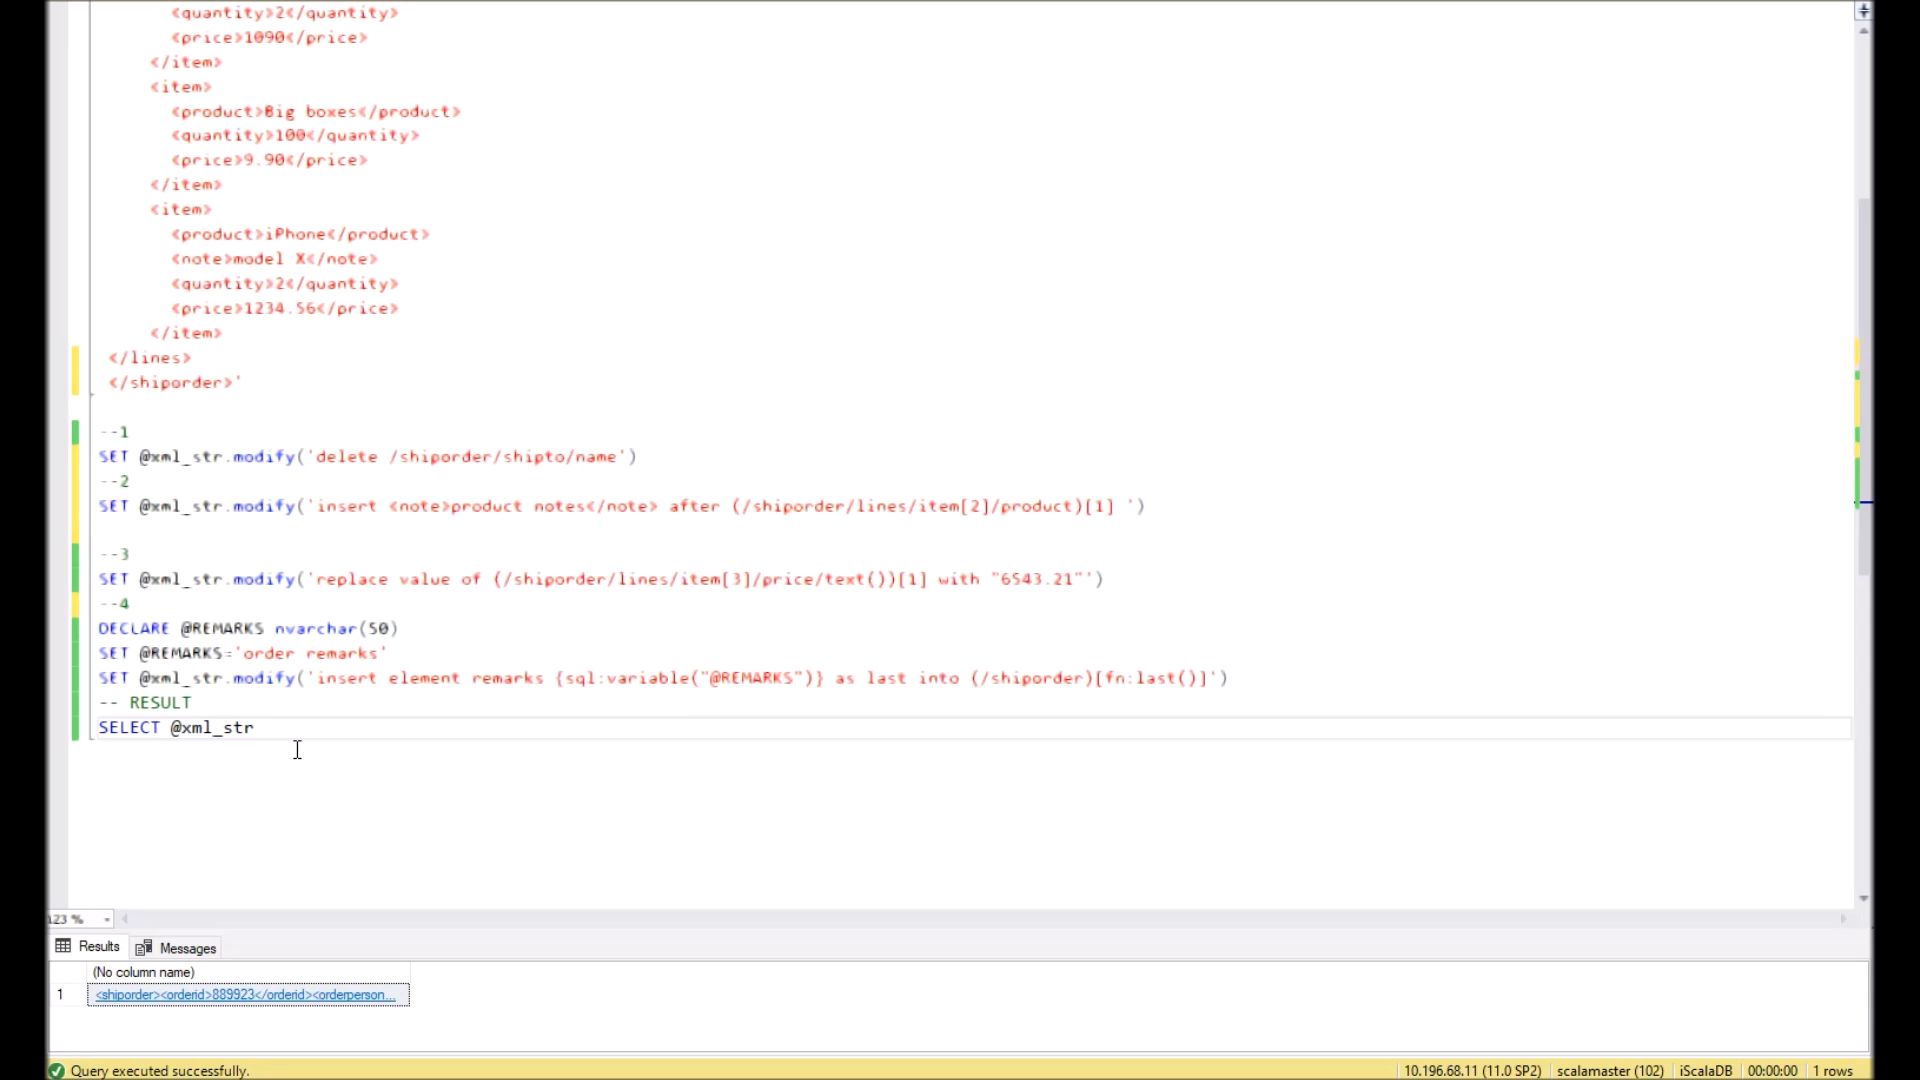 <quantity>2</quantity>
<price>1090</price>
</item>
<item>
<product>Big boxes</product>
<quantity>100</quantity>
<price>9.90</price>
</item>
<item>
<product>iPhone</product>
<note>model X</note>
<quantity>2</quantity>
<price>1234.56</price>
</item>
</lines>
</shiporder>'
--1
SET @xml_str.modify('delete /shiporder/shipto/name')
--2
SET @xml_str.modify('insert <note>product notes</note> after (/shiporder/lines/item[2]/product)[1] ')
--3
SET @xml_str.modify('replace value of (/shiporder/lines/item[3]/price/text())[1] with "6543.21"')
--4
DECLARE @REMARKS nvarchar(50)
SET @REMARKS='order remarks'
SET @xml_str.modify('insert element remarks {sql:variable("@REMARKS")} as last into (/shiporder)[fn:last()]')
-- RESULT
SELECT @xml_str
123 %
Results Messages
(No column name)
1 <shiporder><orderid>889923</orderid><orderperson...
Query executed successfully. 10.196.68.11 (11.0 SP2) scalamaster (102) iScalaDB 00:00:00 1 rows